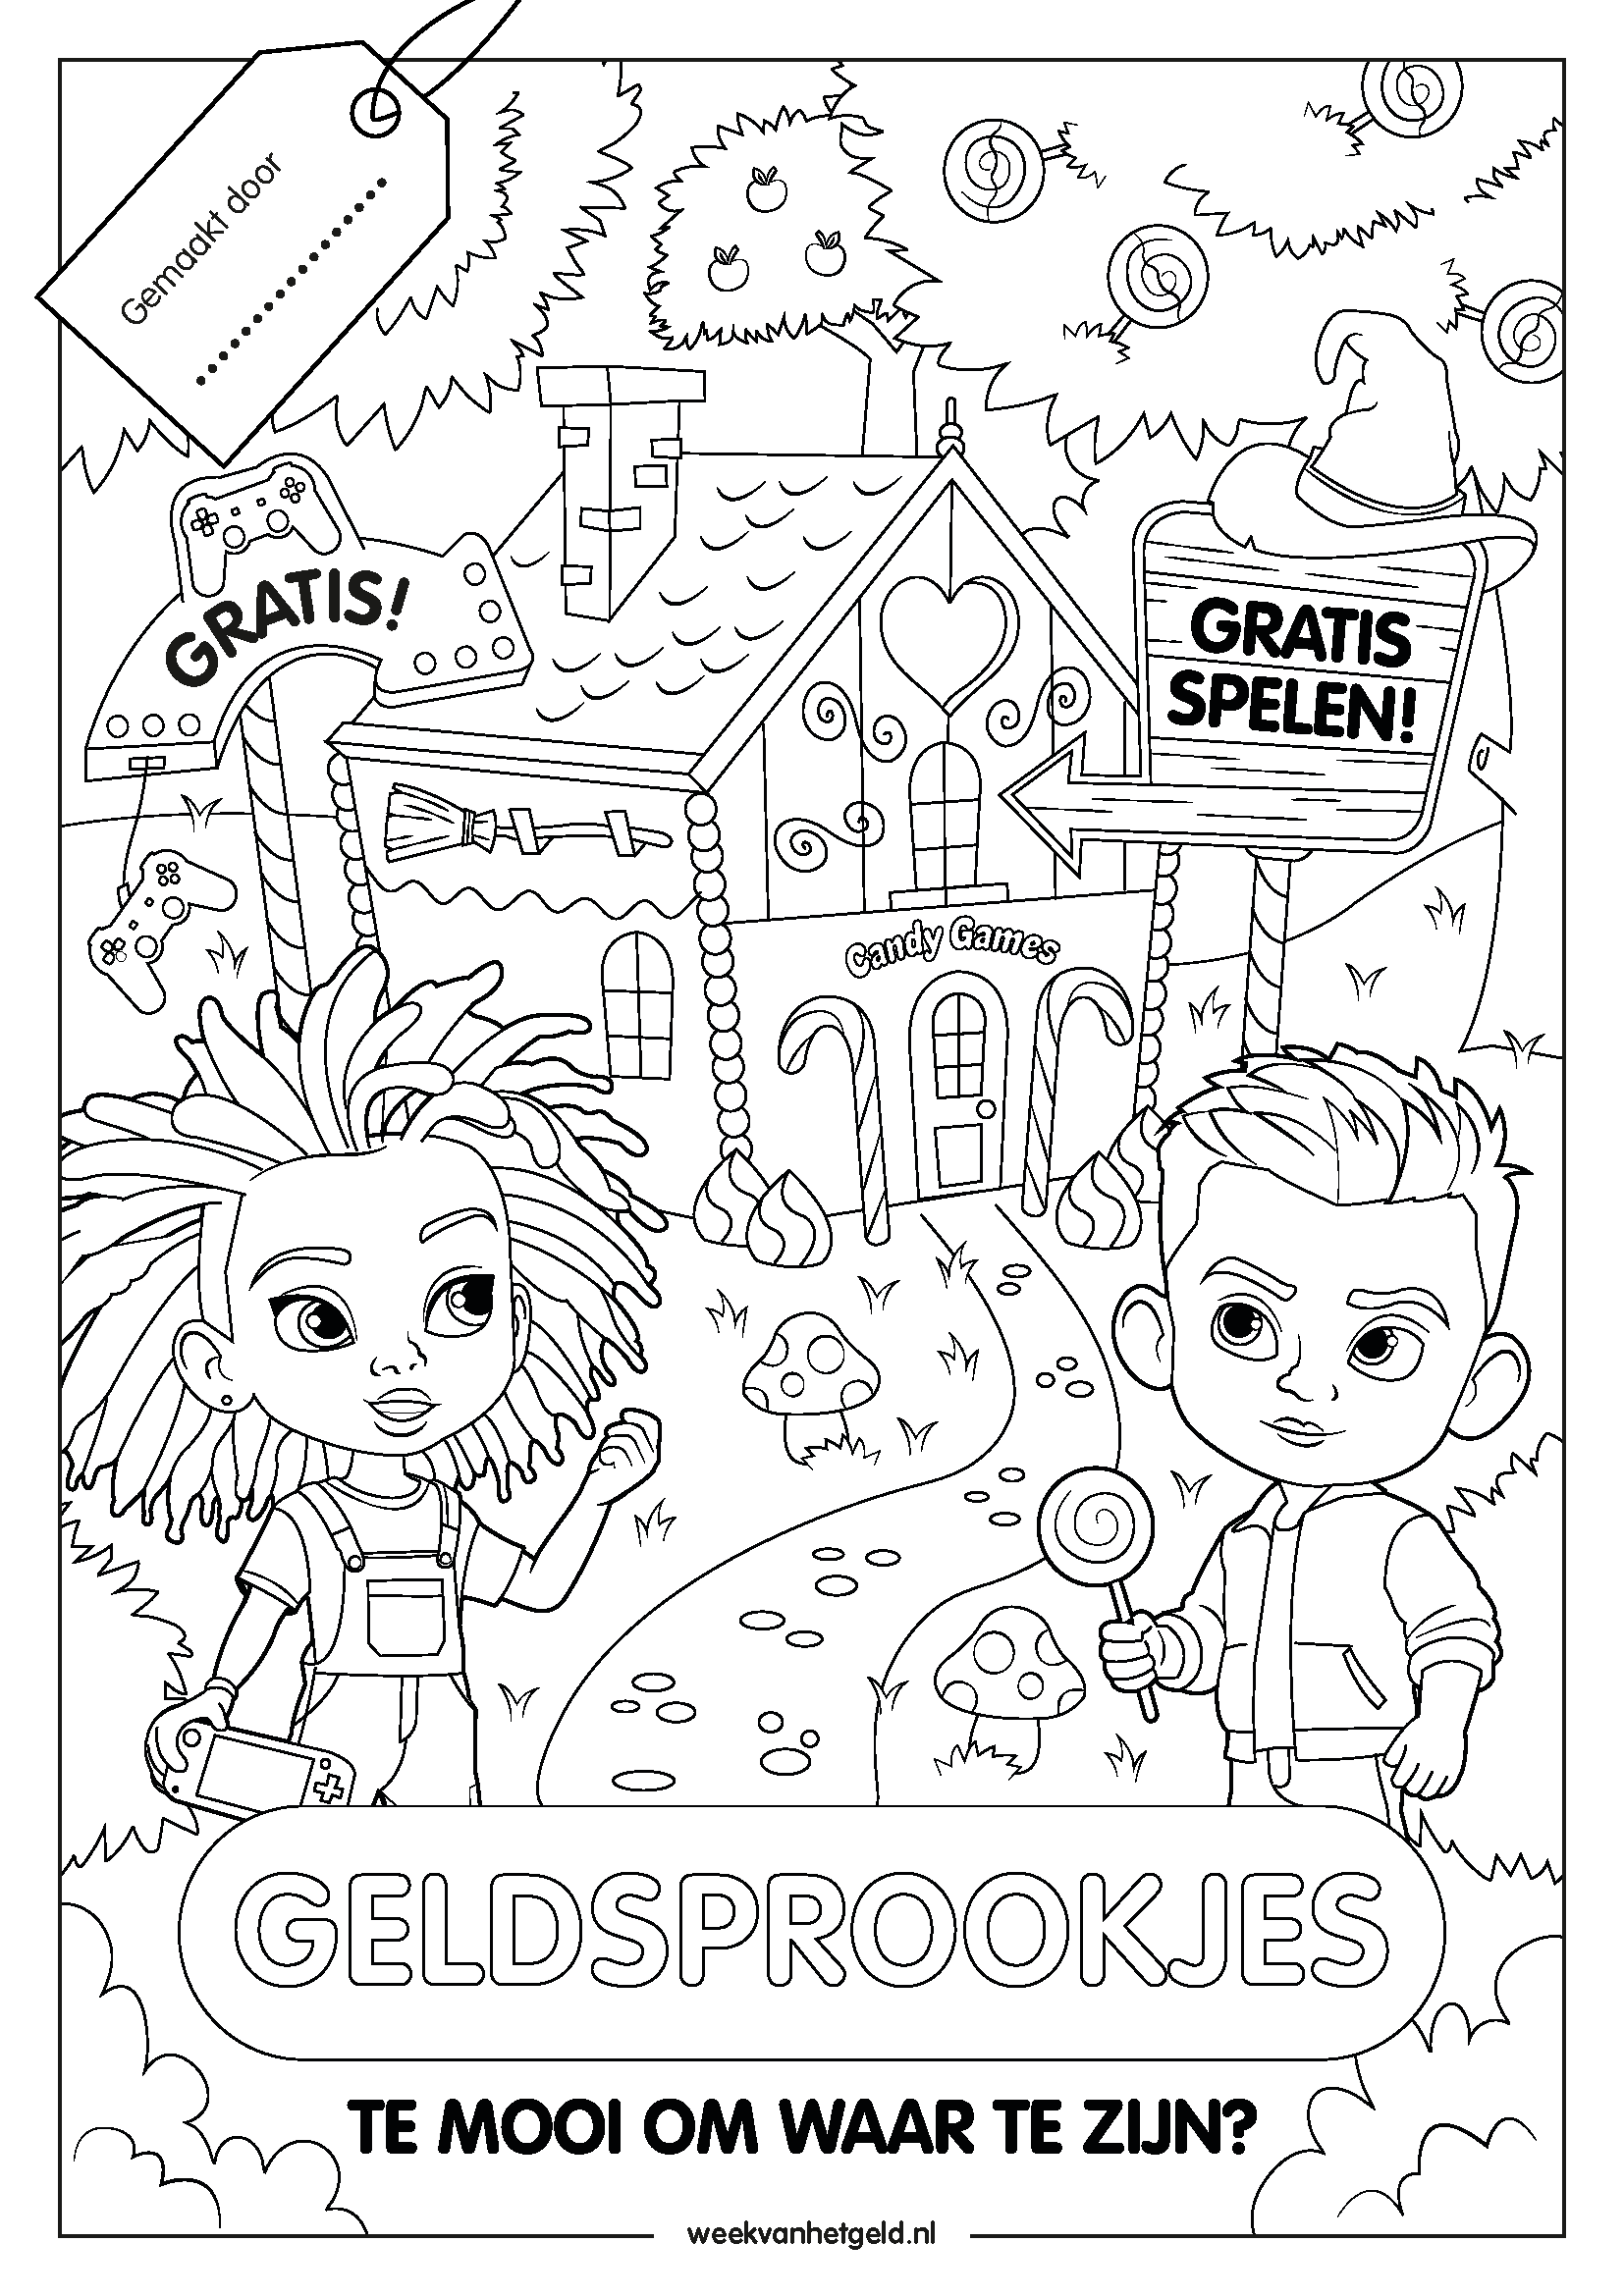 Gemaakt door
GRATIS!
GRATIS
SPELEN!
Candy Games
GELDSPROOKJES
TE MOOI OM WAAR TE ZIJN?
weekvanhetgeld.nl